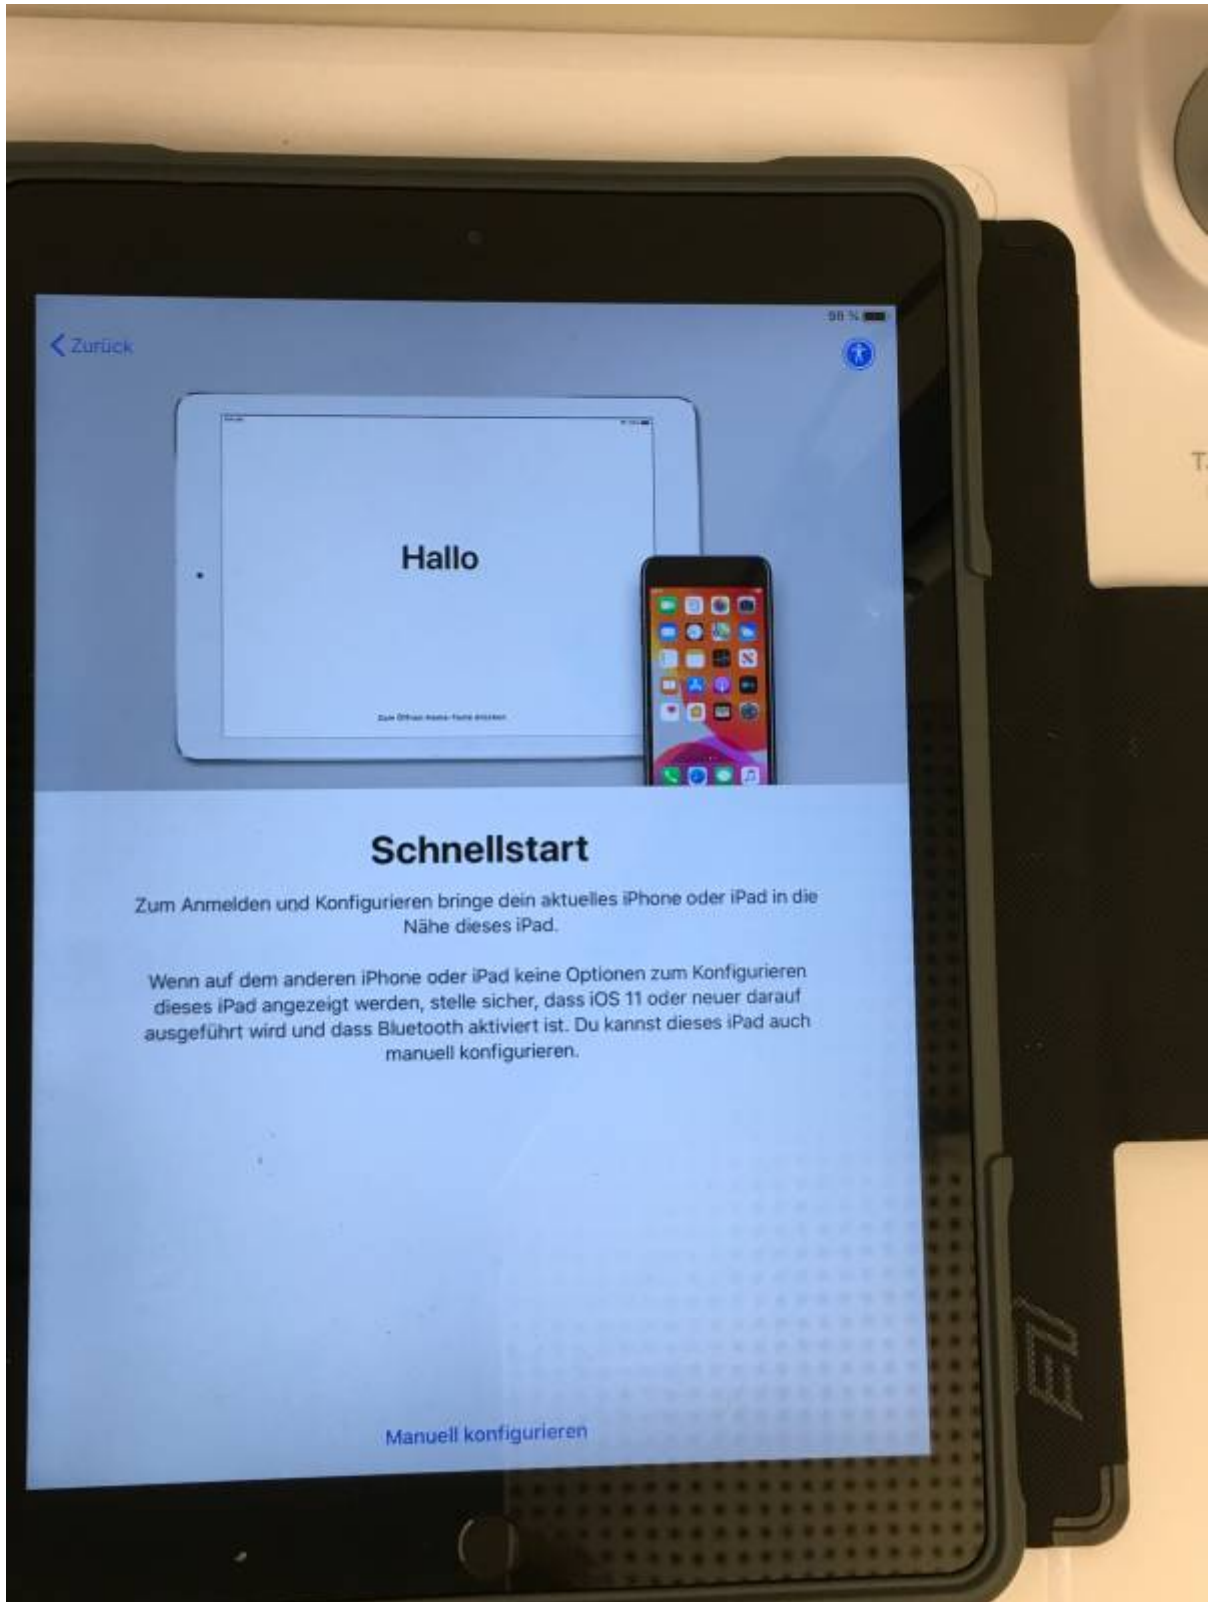 98 %
Zurück
Hallo
Schnellstart
Zum Anmelden und Konfigurieren bringe dein aktuelles iPhone oder iPad in die
Nähe dieses iPad.
Wenn auf dem anderen iPhone oder iPad keine Optionen zum Konfigurieren
dieses iPad angezeigt werden, stelle sicher, dass iOS 11 oder neuer darauf
ausgeführt wird und dass Bluetooth aktiviert ist. Du kannst dieses iPad auch
manuell konfigurieren.
Manuell konfigurieren